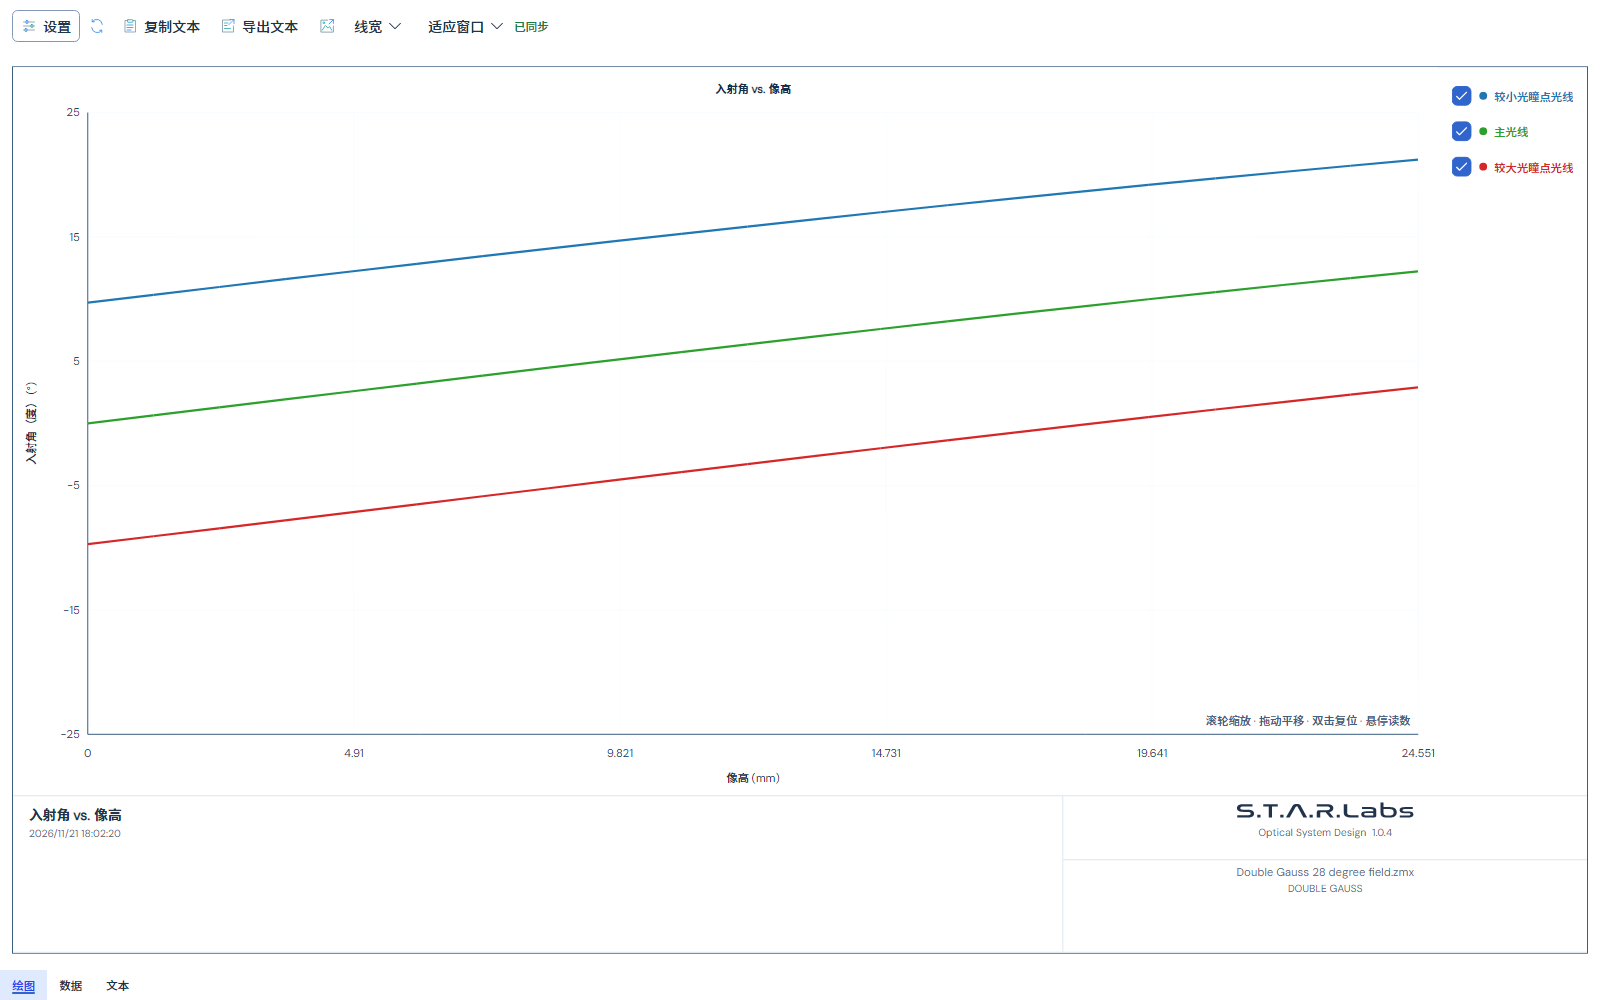 设置 复制文本 导出文本 线宽 适应窗口 已同步
入射角 vs. 像高
较小光瞳点光线
主光线
较大光瞳点光线
25
15
5
-5
-15
-25
入射角（度） (°)
滚轮缩放 · 拖动平移 · 双击复位 · 悬停读数
0 4.91 9.821 14.731 19.641 24.551
像高 (mm)
入射角 vs. 像高
2026/11/21 18:02:20
S.T.A.R.Labs
Optical System Design 1.0.4
Double Gauss 28 degree field.zmx
DOUBLE GAUSS
绘图 数据 文本